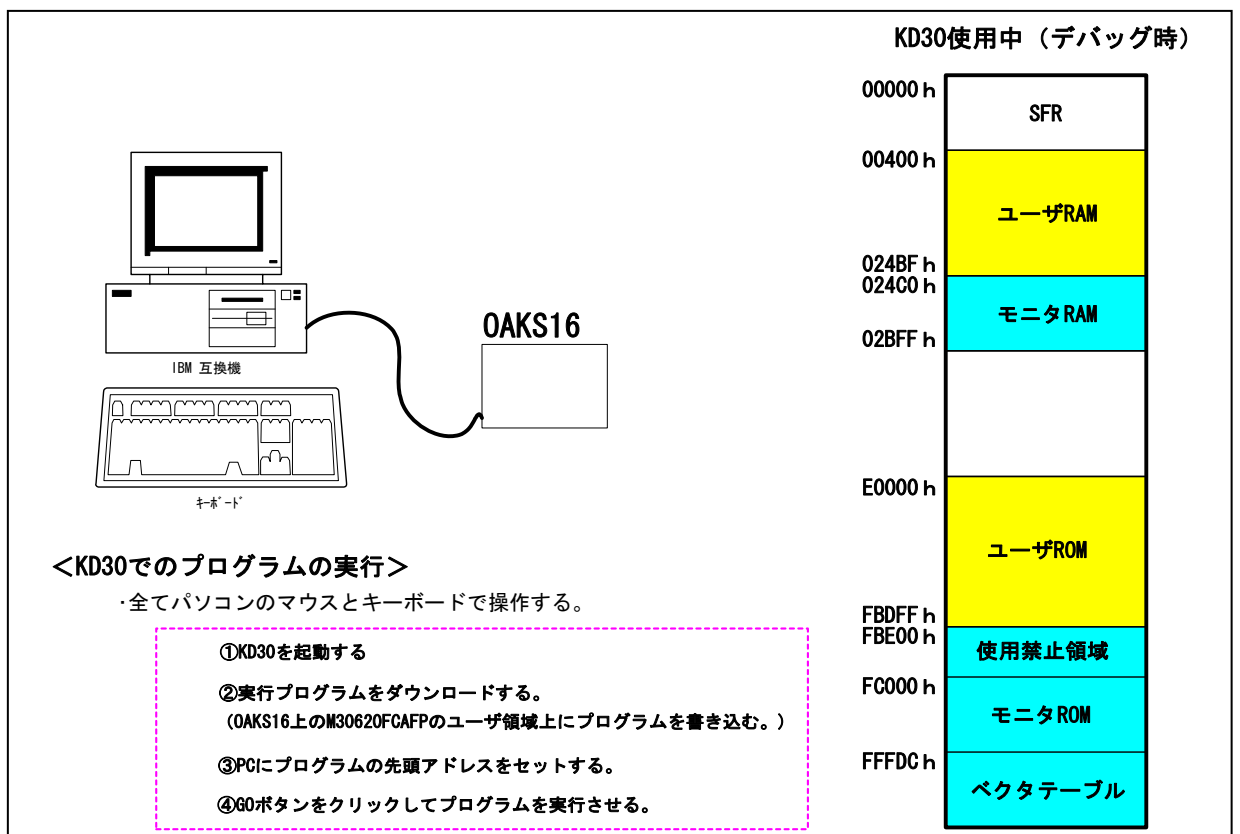 KD30使用中（デバッグ時）
00000ｈ
SFR
00400ｈ
ユーザRAM
024BFｈ
024C0ｈ
モニタRAM
02BFFｈ
E0000ｈ
ユーザROM
FBDFFｈ
FBE00ｈ
使用禁止領域
FC000ｈ
モニタROM
FFFDCｈ
ベクタテーブル
OAKS16
IBM 互換機
ｷｰﾎﾞｰﾄﾞ
＜KD30でのプログラムの実行＞
･全てパソコンのマウスとキーボードで操作する。
①KD30を起動する
②実行プログラムをダウンロードする。
（OAKS16上のM30620FCAFPのユーザ領域上にプログラムを書き込む。）
③PCにプログラムの先頭アドレスをセットする。
④GOボタンをクリックしてプログラムを実行させる。